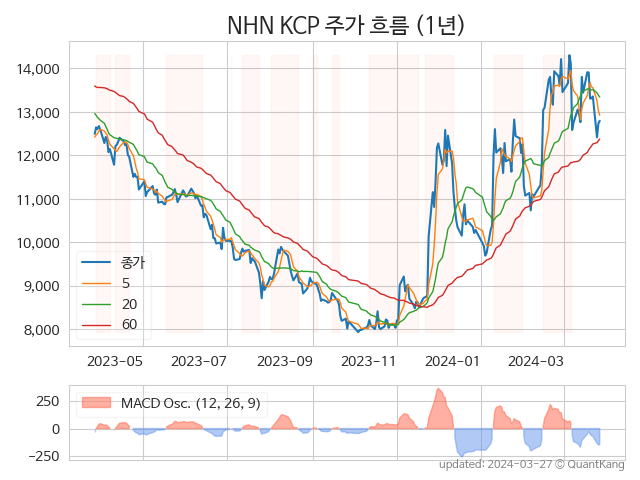 NHN KCP 주가 흐름 (1년)
14,000
13,000
12,000
11,000
10,000
9,000
8,000
종가
5
20
60
2023-05 2023-07 2023-09 2023-11 2024-01 2024-03
250
0
−250
MACD Osc. (12, 26, 9)
updated: 2024-03-27 © QuantKang